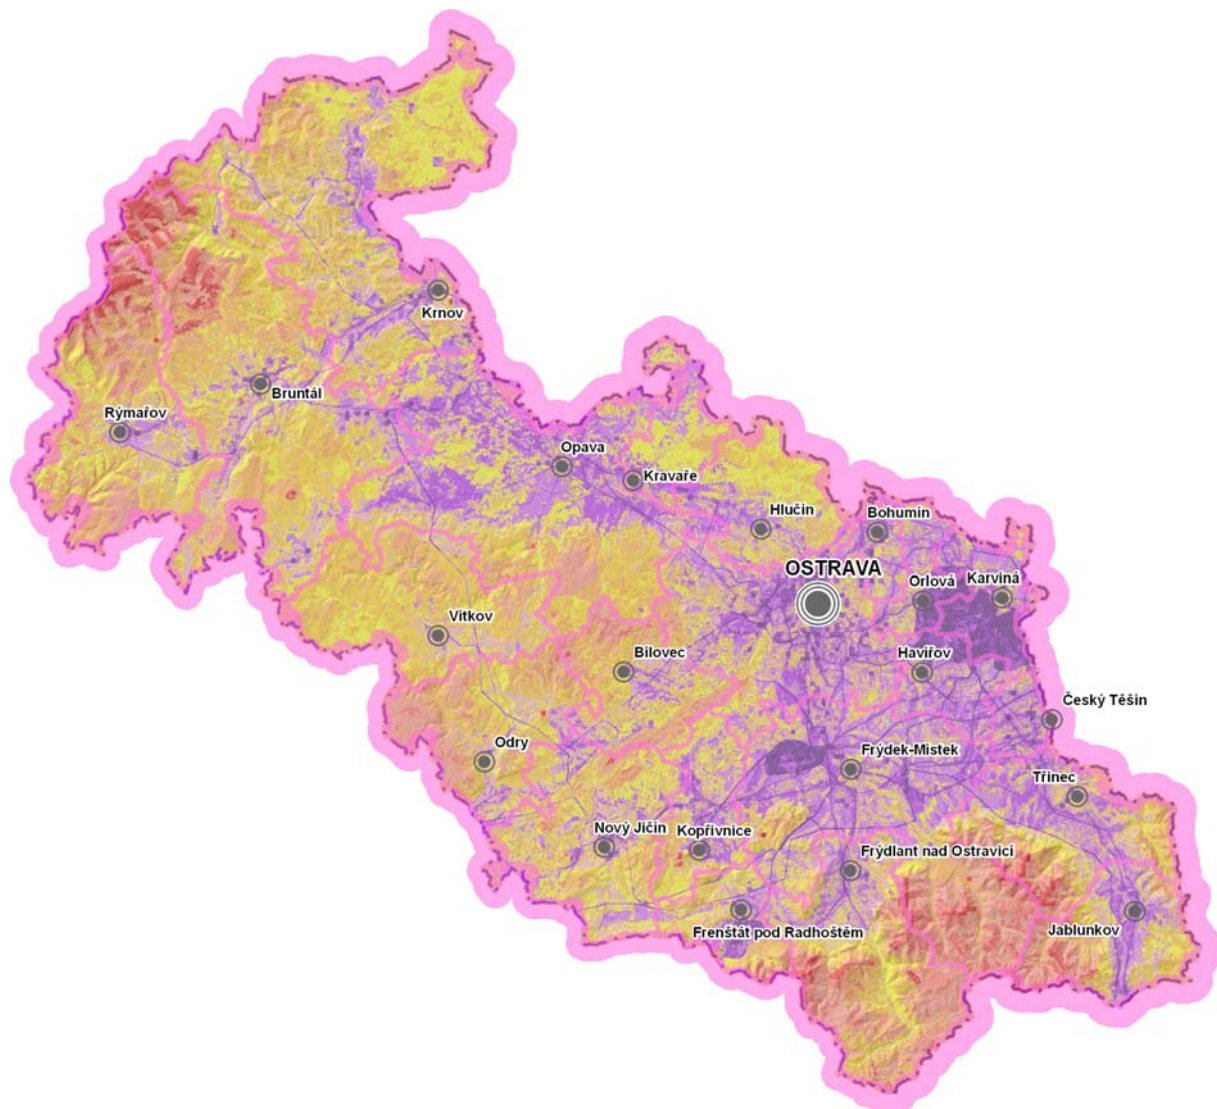 Krnov
Bruntál
Rýmařov
Opava
Kravaře
Hlučín
Bohumín
OSTRAVA
Orlová
Karviná
Vítkov
Bílovec
Havířov
Český Těšín
Odry
Frýdek-Místek
Třinec
Nový Jičín
Kopřivnice
Frýdlant nad Ostravicí
Frenštát pod Radhoštěm
Jablunkov